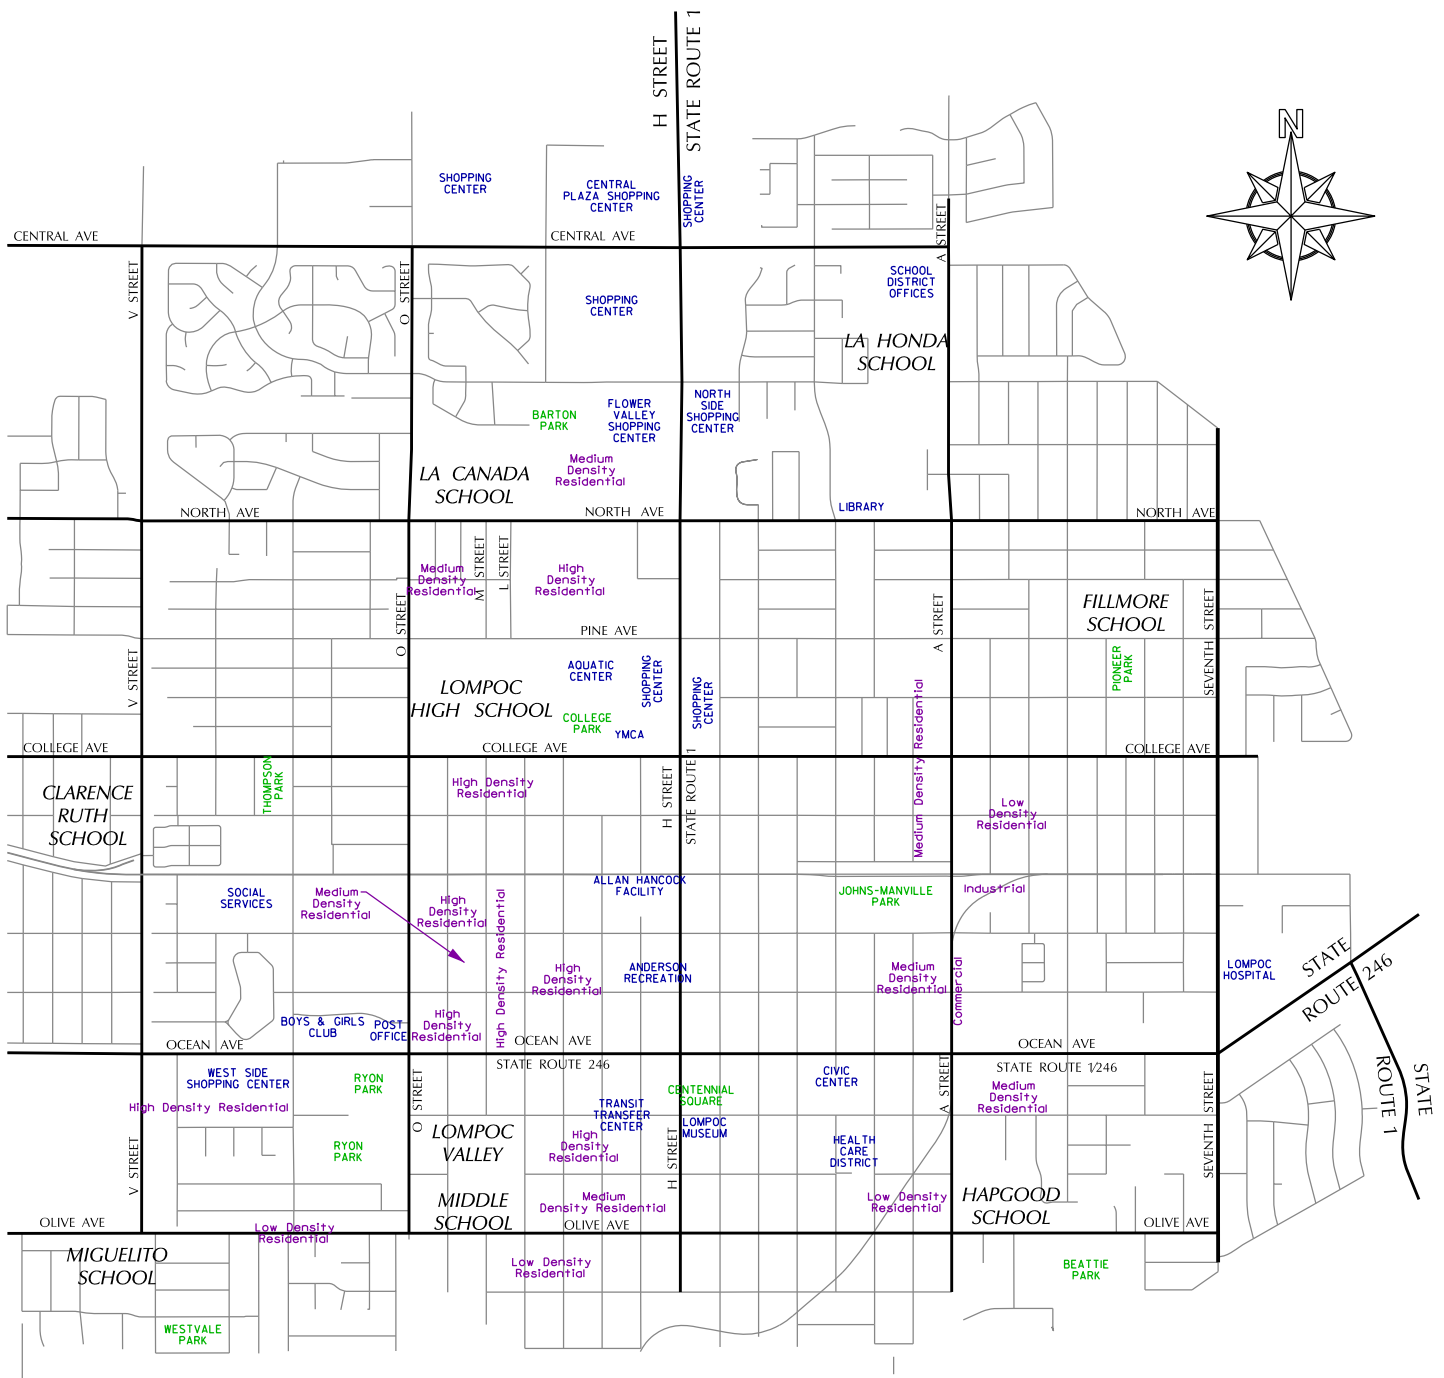 H STREET
STATE ROUTE 1
N
SHOPPING
CENTER
CENTRAL
PLAZA SHOPPING
CENTER
SHOPPING
CENTER
CENTRAL AVE
CENTRAL AVE
A STREET
V STREET
O STREET
SHOPPING
CENTER
SCHOOL
DISTRICT
OFFICES
LA HONDA
SCHOOL
BARTON
PARK
FLOWER
VALLEY
SHOPPING
CENTER
NORTH
SIDE
SHOPPING
CENTER
LA CANADA
SCHOOL
Medium
Density
Residential
LIBRARY
NORTH AVE
NORTH AVE
NORTH AVE
Medium
Density
Residential
M STREET
L STREET
High
Density
Residential
O STREET
A STREET
FILLMORE
SCHOOL
SEVENTH STREET
PINE AVE
V STREET
AQUATIC
CENTER
SHOPPING
CENTER
SHOPPING
CENTER
PIONEER
PARK
LOMPOC
HIGH SCHOOL
COLLEGE
PARK
YMCA
Medium Density Residential
COLLEGE AVE
COLLEGE AVE
COLLEGE AVE
THOMPSON
PARK
CLARENCE
RUTH
SCHOOL
High Density
Residential
H STREET
STATE ROUTE 1
Low
Density
Residential
SOCIAL
SERVICES
Medium
Density
Residential
High
Density
Residential
High Density Residential
ALLAN HANCOCK
FACILITY
JOHNS-MANVILLE
PARK
Industrial
High
Density
Residential
ANDERSON
RECREATION
Medium
Density
Residential
Commercial
LOMPOC
HOSPITAL
STATE
ROUTE 246
BOYS & GIRLS
CLUB
POST
OFFICE
High
Density
Residential
OCEAN AVE
OCEAN AVE
OCEAN AVE
STATE ROUTE 246
STATE ROUTE 1/246
WEST SIDE
SHOPPING CENTER
High Density Residential
RYON
PARK
O STREET
CENTENNIAL
SQUARE
CIVIC
CENTER
A STREET
Medium
Density
Residential
SEVENTH STREET
STATE
ROUTE 1
TRANSIT
TRANSFER
CENTER
LOMPOC
MUSEUM
V STREET
RYON
PARK
LOMPOC
VALLEY
High
Density
Residential
H STREET
HEALTH
CARE
DISTRICT
MIDDLE
SCHOOL
Medium
Density Residential
Low Density
Residential
HAPGOOD
SCHOOL
OLIVE AVE
OLIVE AVE
OLIVE AVE
Low Density
Residential
MIGUELITO
SCHOOL
Low Density
Residential
BEATTIE
PARK
WESTVALE
PARK